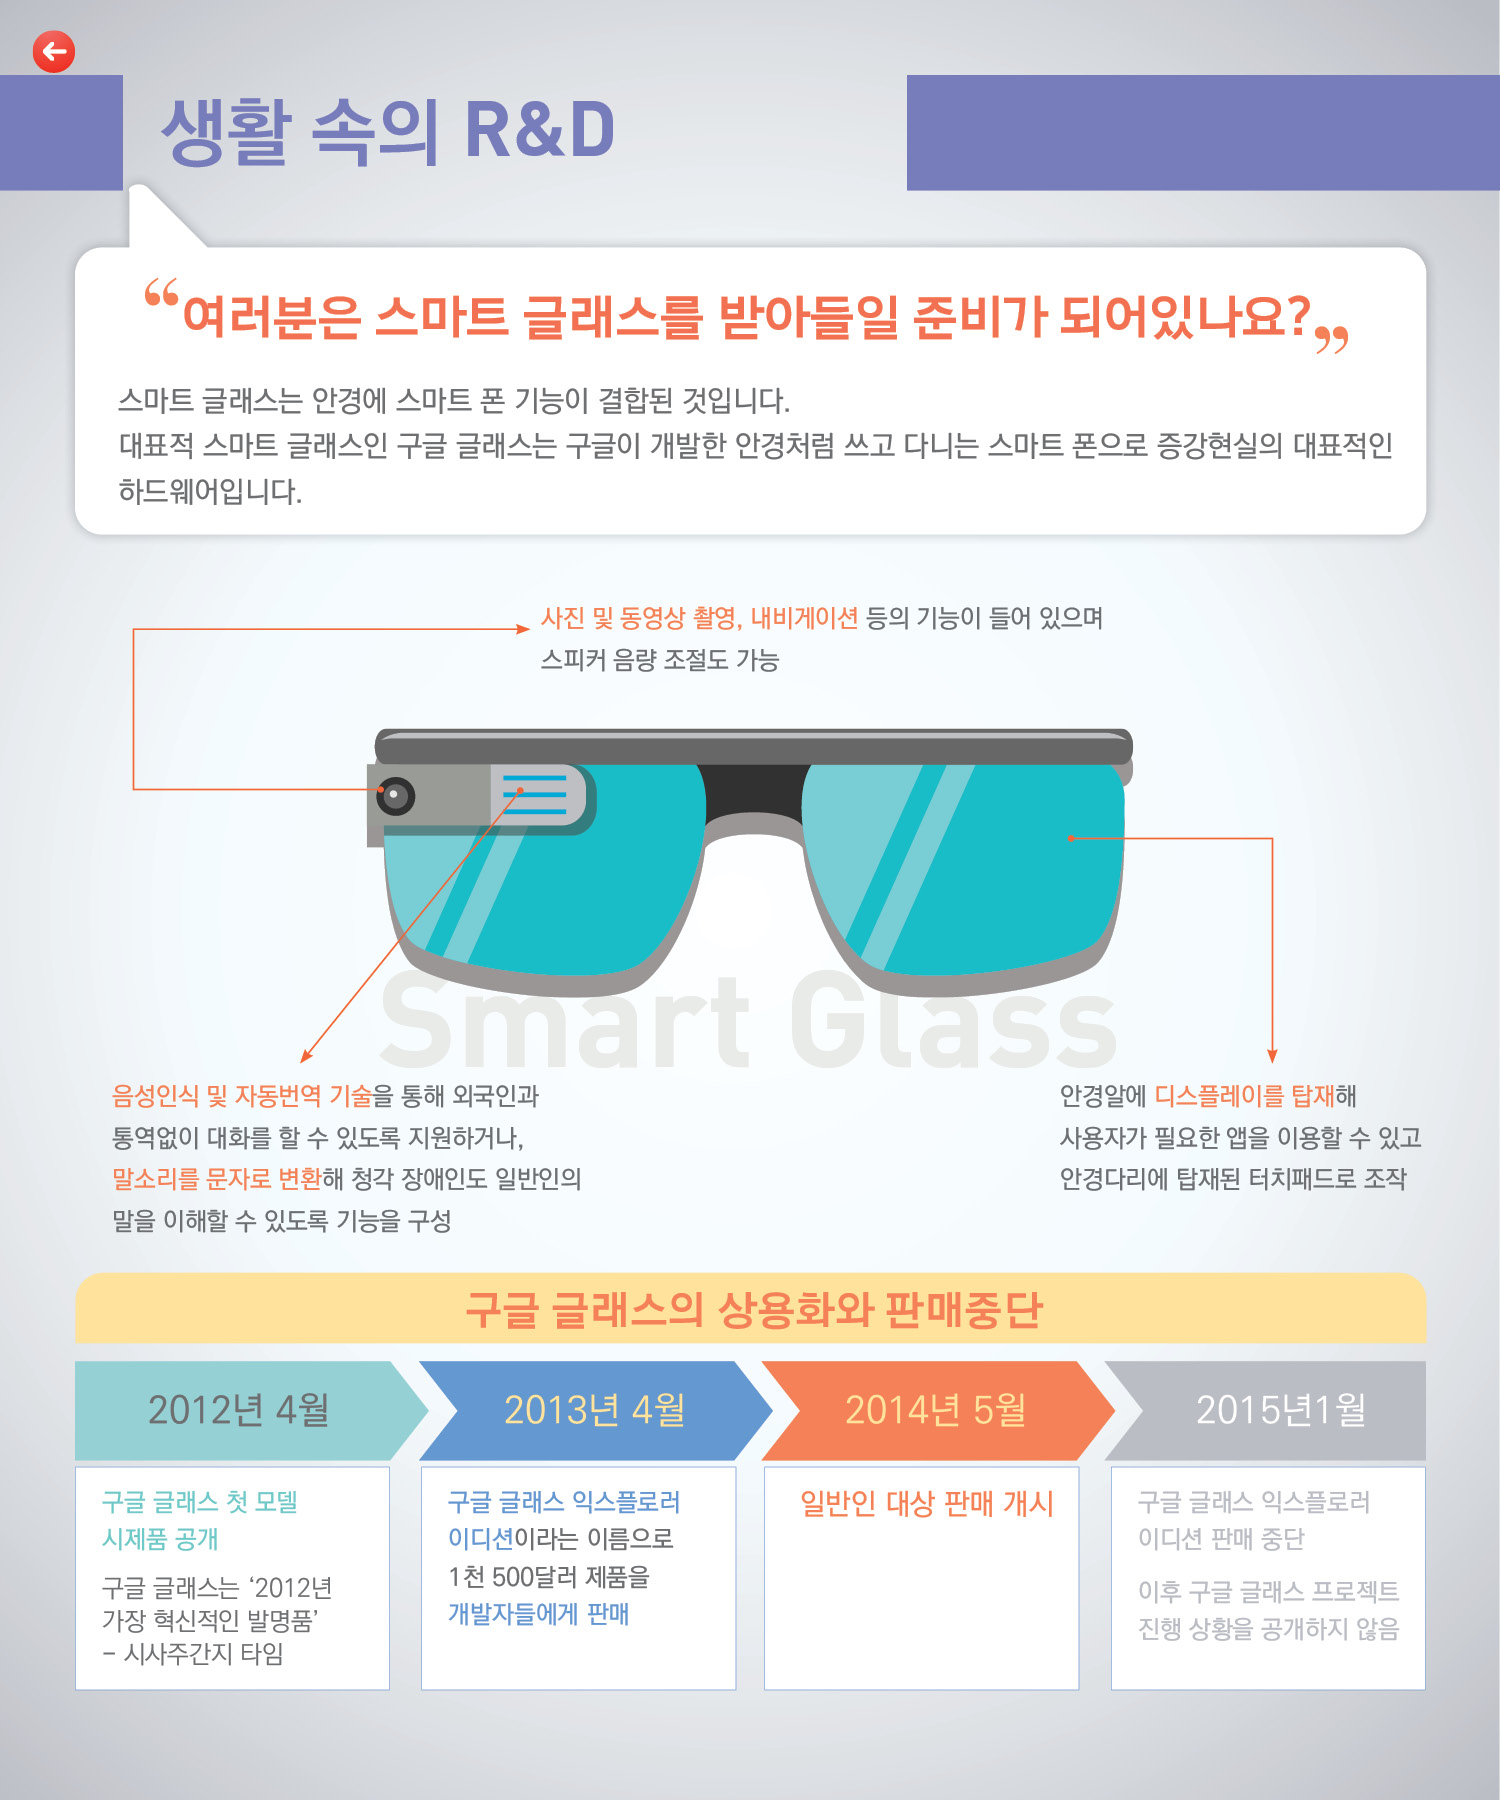 생활 속의 R&D
“여러분은 스마트 글래스를 받아들일 준비가 되어있나요?”
스마트 글래스는 안경에 스마트 폰 기능이 결합된 것입니다.
대표적 스마트 글래스인 구글 글래스는 구글이 개발한 안경처럼 쓰고 다니는 스마트 폰으로 증강현실의 대표적인
하드웨어입니다.
사진 및 동영상 촬영, 내비게이션 등의 기능이 들어 있으며
스피커 음량 조절도 가능
Smart Glass
음성인식 및 자동번역 기술을 통해 외국인과
통역없이 대화를 할 수 있도록 지원하거나,
말소리를 문자로 변환해 청각 장애인도 일반인의
말을 이해할 수 있도록 기능을 구성
안경알에 디스플레이를 탑재해
사용자가 필요한 앱을 이용할 수 있고
안경다리에 탑재된 터치패드로 조작
구글 글래스의 상용화와 판매중단
2012년 4월
구글 글래스 첫 모델
시제품 공개
구글 글래스는 ‘2012년
가장 혁신적인 발명품’
- 시사주간지 타임
2013년 4월
구글 글래스 익스플로러
이디션이라는 이름으로
1천 500달러 제품을
개발자들에게 판매
2014년 5월
일반인 대상 판매 개시
2015년1월
구글 글래스 익스플로러
이디션 판매 중단
이후 구글 글래스 프로젝트
진행 상황을 공개하지 않음